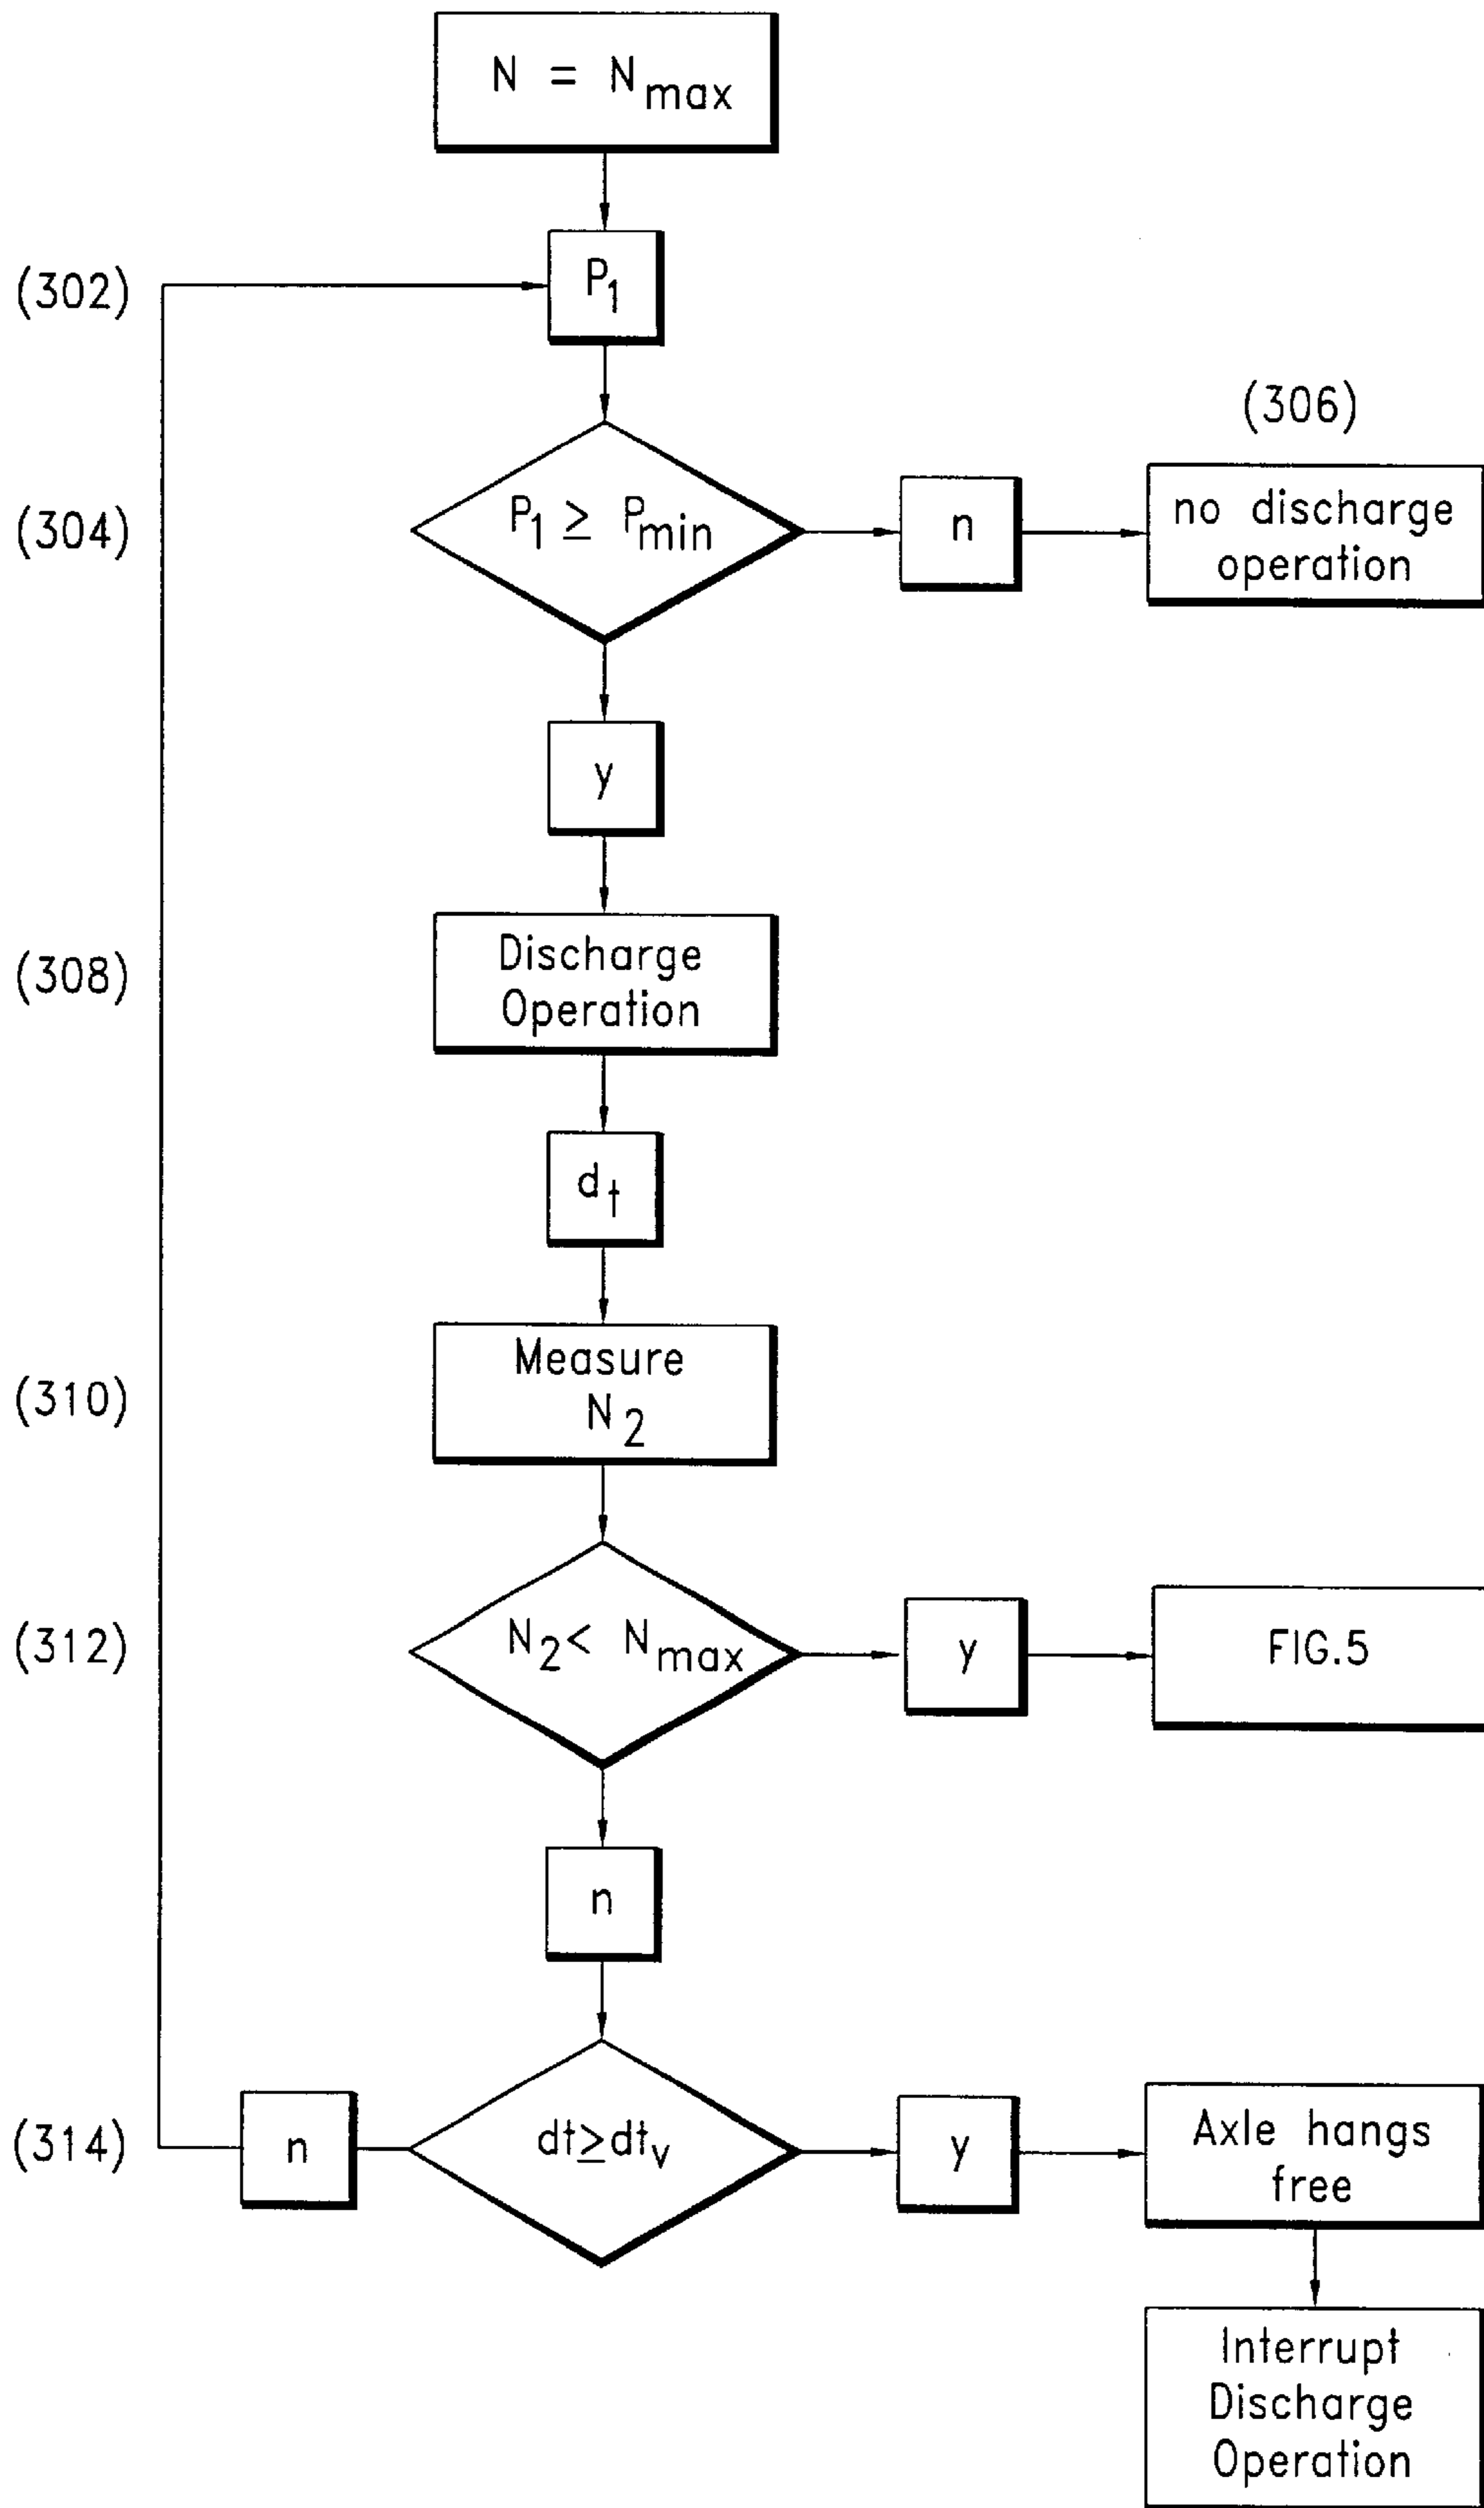 N = Nmax
(302)
P1
(306)
(304)
P1 ≥ Pmin
n
no discharge
operation
y
(308)
Discharge
Operation
dt
(310)
Measure
N2
(312)
N2< Nmax
y
FIG.5
n
(314)
n
dt≥dtv
y
Axle hangs
free
Interrupt
Discharge
Operation